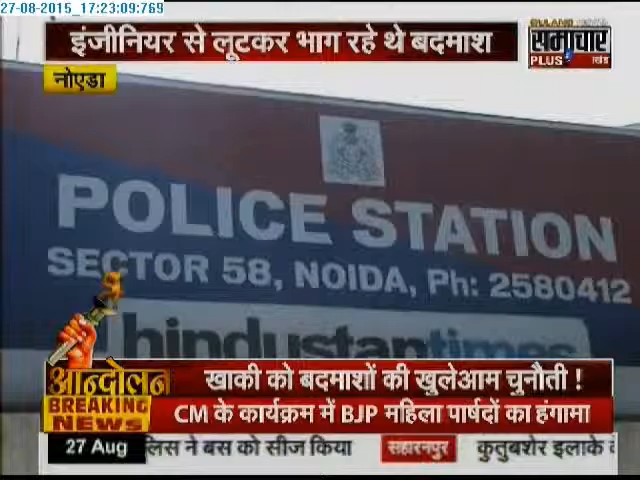 27-08-2015_17:23:09:769
इंजीनियर से लूटकर भाग रहे थे बदमाश
समाचार
PLUS
नोएडा
POLICE STATION
SECTOR 58, NOIDA, Ph: 2580412
hindustantimes
आन्दोलन
खाकी को बदमाशों की खुलेआम चुनौती !
BREAKING NEWS
CM के कार्यक्रम में BJP महिला पार्षदों का हंगामा
27 Aug
लिस ने बस को सीज किया
सहारनपुर
कुतुबशेर इलाके